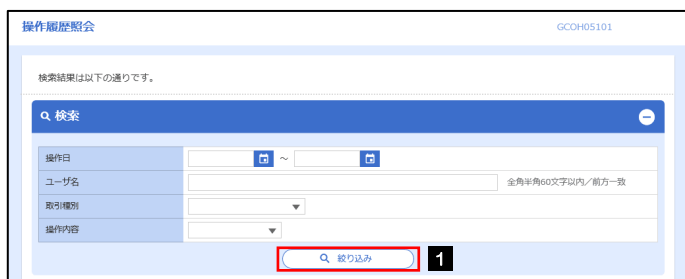 操作履歴照会 GCOH05101
検索結果は以下の通りです。
検索
操作日 ～
ユーザ名 全角半角60文字以内／前方一致
取引種別
操作内容
絞り込み 1